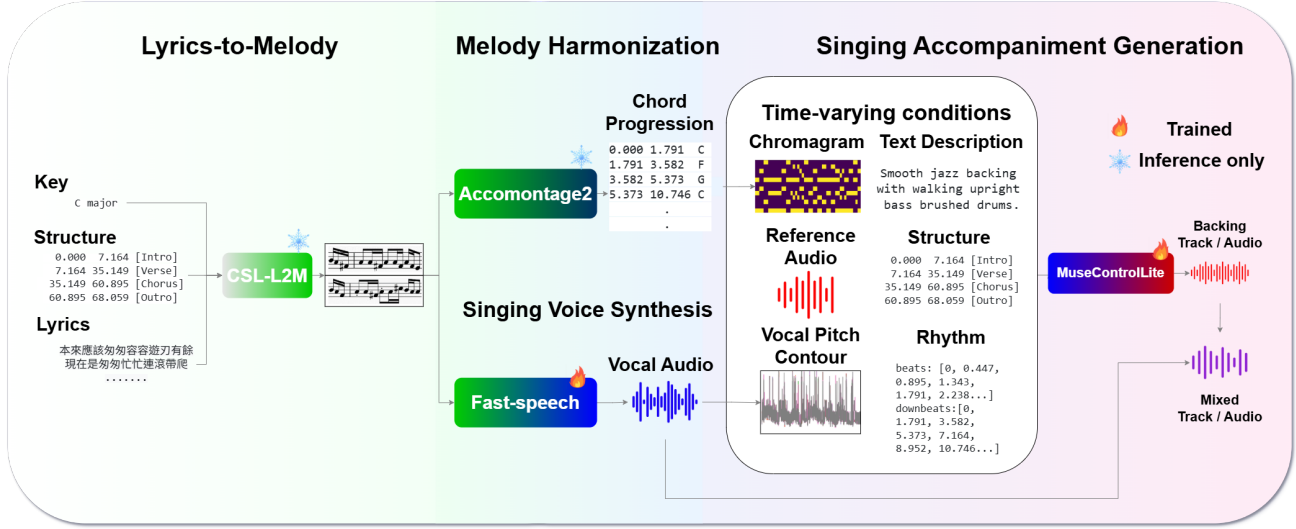 Lyrics-to-Melody
Key
C major
Structure
0.000 7.164 [Intro]
7.164 35.149 [Verse]
35.149 60.895 [Chorus]
60.895 68.059 [Outro]
Lyrics
本來應該匆匆容容遊刃有餘
現在是匆匆忙忙連滾帶爬
.......
CSL-L2M
Melody Harmonization
Accomontage2
Chord
Progression
0.000 1.791 C
1.791 3.582 F
3.582 5.373 G
5.373 10.746 C
.
.
Singing Voice Synthesis
Fast-speech
Vocal Audio
Singing Accompaniment Generation
Time-varying conditions
Chromagram
Reference
Audio
Vocal Pitch
Contour
Text Description
Smooth jazz backing
with walking upright
bass brushed drums.
Structure
0.000 7.164 [Intro]
7.164 35.149 [Verse]
35.149 60.895 [Chorus]
60.895 68.059 [Outro]
Rhythm
beats: [0, 0.447,
0.895, 1.343,
1.791, 2.238...]
downbeats:[0,
1.791, 3.582,
5.373, 7.164,
8.952, 10.746...]
Trained
Inference only
MuseControlLite
Backing
Track / Audio
Mixed
Track / Audio